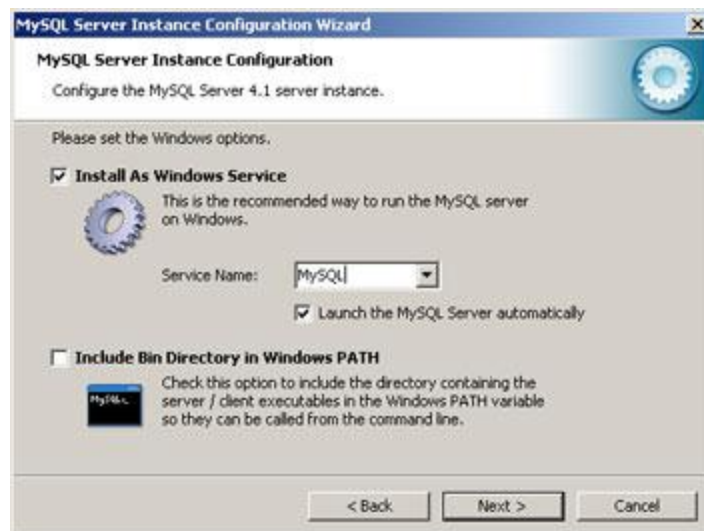 MySQL Server Instance Configuration Wizard
MySQL Server Instance Configuration
Configure the MySQL Server 4.1 server instance.
Please set the Windows options.
Install As Windows Service
This is the recommended way to run the MySQL server
on Windows.
Service Name: MySQL
Launch the MySQL Server automatically
Include Bin Directory in Windows PATH
Check this option to include the directory containing the
server / client executables in the Windows PATH variable
so they can be called from the command line.
< Back Next > Cancel